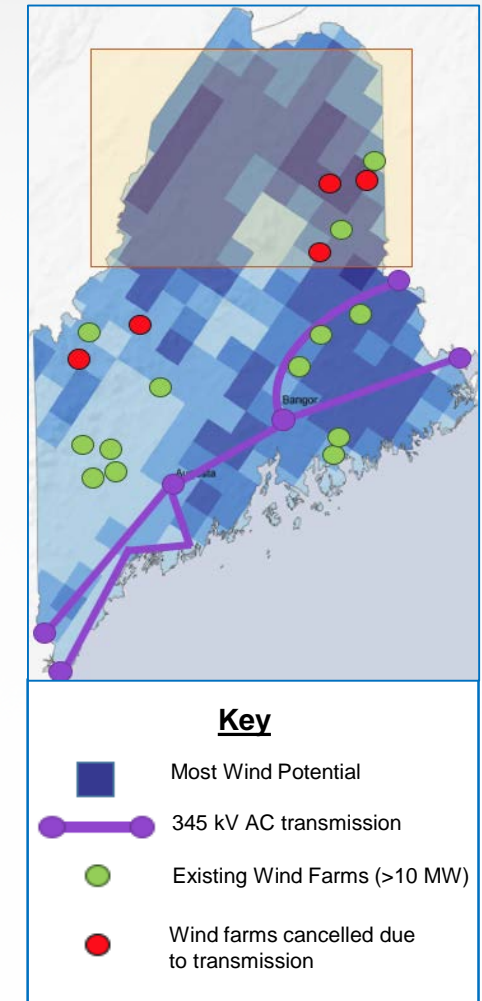 Bangor
Key
Most Wind Potential
345 kV AC transmission
Existing Wind Farms (>10 MW)
Wind farms cancelled due
to transmission